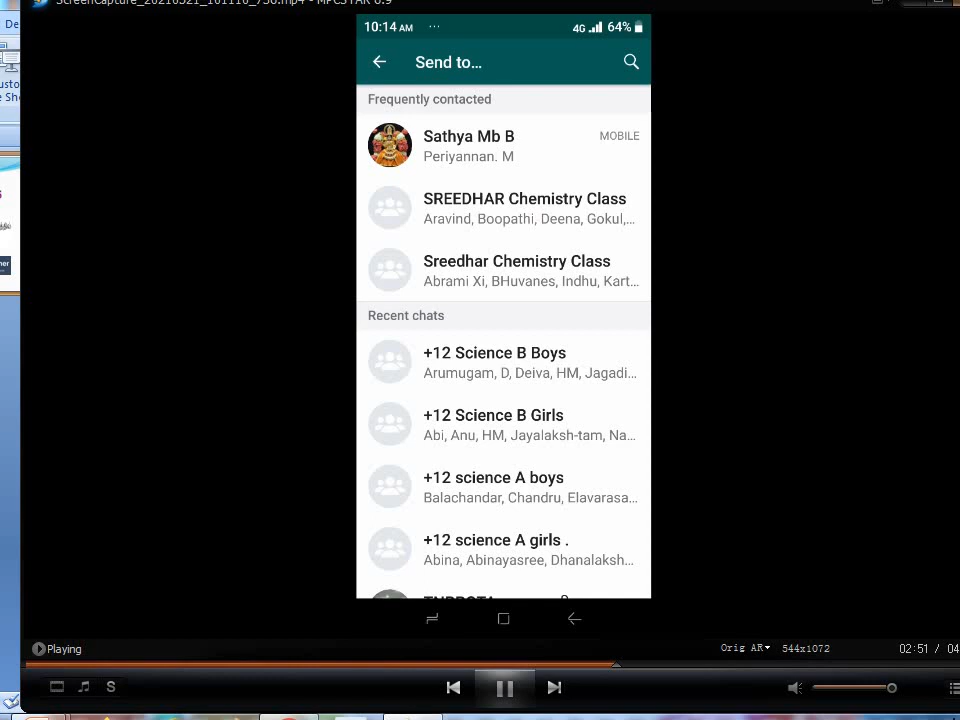 10:14 AM ... 4G 64%
Send to...
Frequently contacted
Sathya Mb B MOBILE
Periyannan. M
SREEDHAR Chemistry Class
Aravind, Boopathi, Deena, Gokul,...
Sreedhar Chemistry Class
Abrami Xi, BHuvanes, Indhu, Kart...
Recent chats
+12 Science B Boys
Arumugam, D, Deiva, HM, Jagadi...
+12 Science B Girls
Abi, Anu, HM, Jayalaksh-tam, Na...
+12 science A boys
Balachandar, Chandru, Elavarasa...
+12 science A girls .
Abina, Abinayasree, Dhanalaksh...
Playing Orig AR 544x1072 02:51 / 04
S